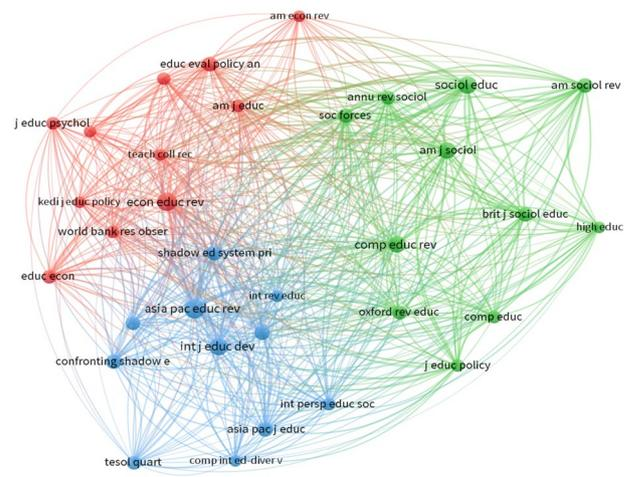 am econ rev
educ eval policy an
sociol educ
am sociol rev
annu rev sociol
am j educ
soc forces
j educ psychol
am j sociol
teach coll rec
kedi j educ policy
econ educ rev
brit j sociol educ
high educ
world bank res obser
comp educ rev
shadow ed system pri
educ econ
int rev educ
asia pac educ rev
oxford rev educ
comp educ
int j educ dev
confronting shadow e
j educ policy
int persp educ soc
asia pac j educ
tesol quart
comp int ed-diver v